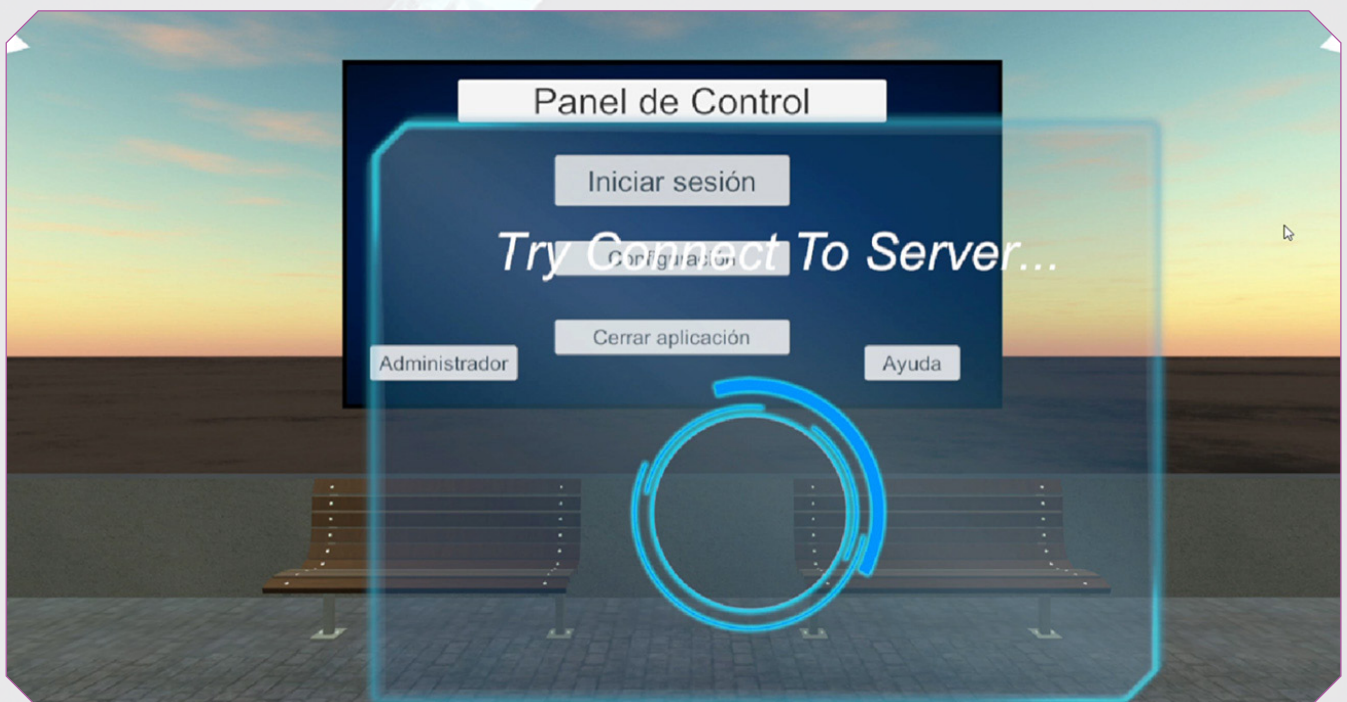 Panel de Control
Iniciar sesión
Try Connect To Server...
Configuración
Cerrar aplicación
Administrador
Ayuda